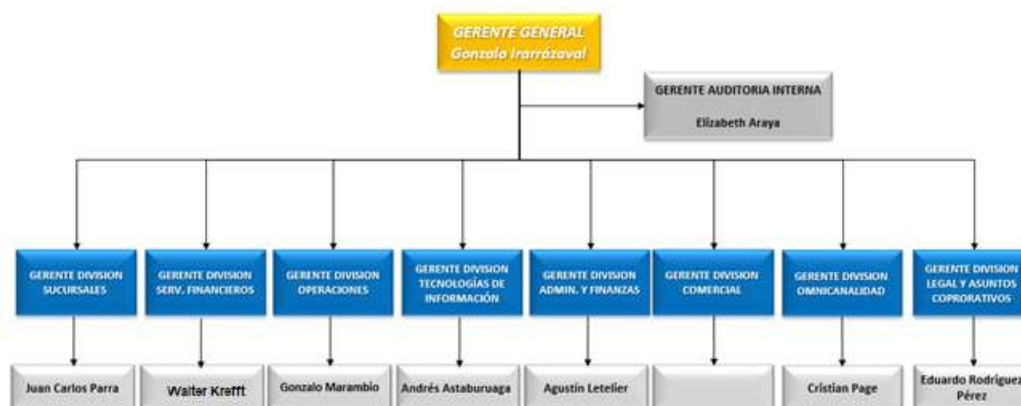 GERENTE GENERAL
Gonzalo Irarrázaval
GERENTE AUDITORIA INTERNA
Elizabeth Araya
GERENTE DIVISION
SUCURSALES
GERENTE DIVISION
SERV. FINANCIEROS
GERENTE DIVISION
OPERACIONES
GERENTE DIVISION
TECNOLOGÍAS DE
INFORMACIÓN
GERENTE DIVISION
ADMIN. Y FINANZAS
GERENTE DIVISION
COMERCIAL
GERENTE DIVISION
OMNICANALIDAD
GERENTE DIVISION
LEGAL Y ASUNTOS
COPRORATIVOS
Juan Carlos Parra
Walter Krefft
Gonzalo Marambio
Andrés Astaburuaga
Agustín Letelier
Cristian Page
Eduardo Rodríguez
Pérez